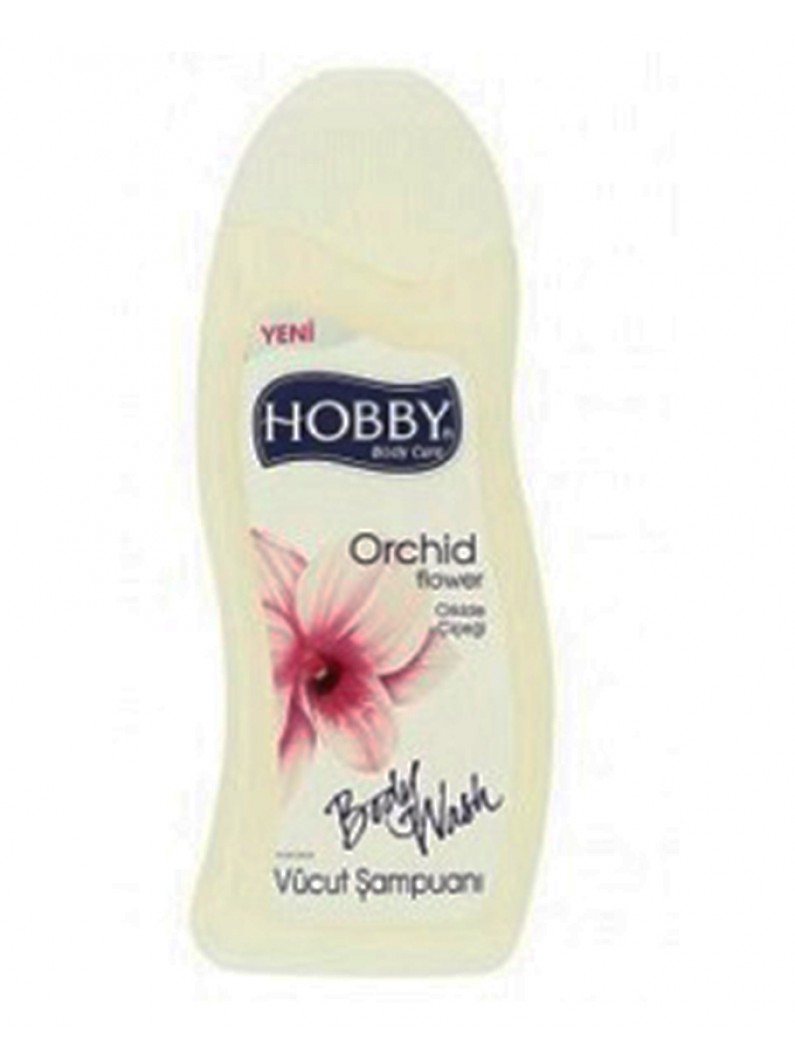 YENİ
HOBBY®
Body Care
Orchid
flower
Orkide
Çiçeği
Body Wash
Vücut Şampuanı